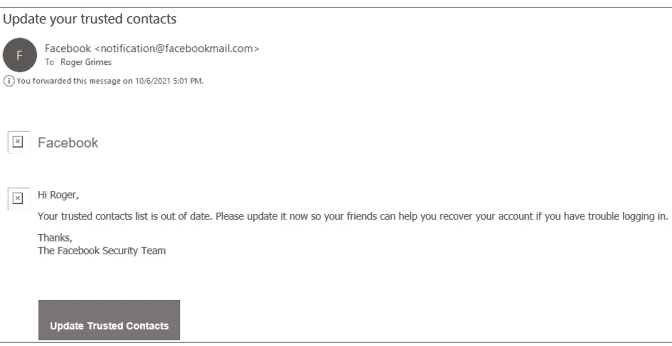 Update your trusted contacts
F
Facebook <notification@facebookmail.com>
To Roger Grimes
i You forwarded this message on 10/6/2021 5:01 PM.
Facebook
Hi Roger,
Your trusted contacts list is out of date. Please update it now so your friends can help you recover your account if you have trouble logging in.
Thanks,
The Facebook Security Team
Update Trusted Contacts